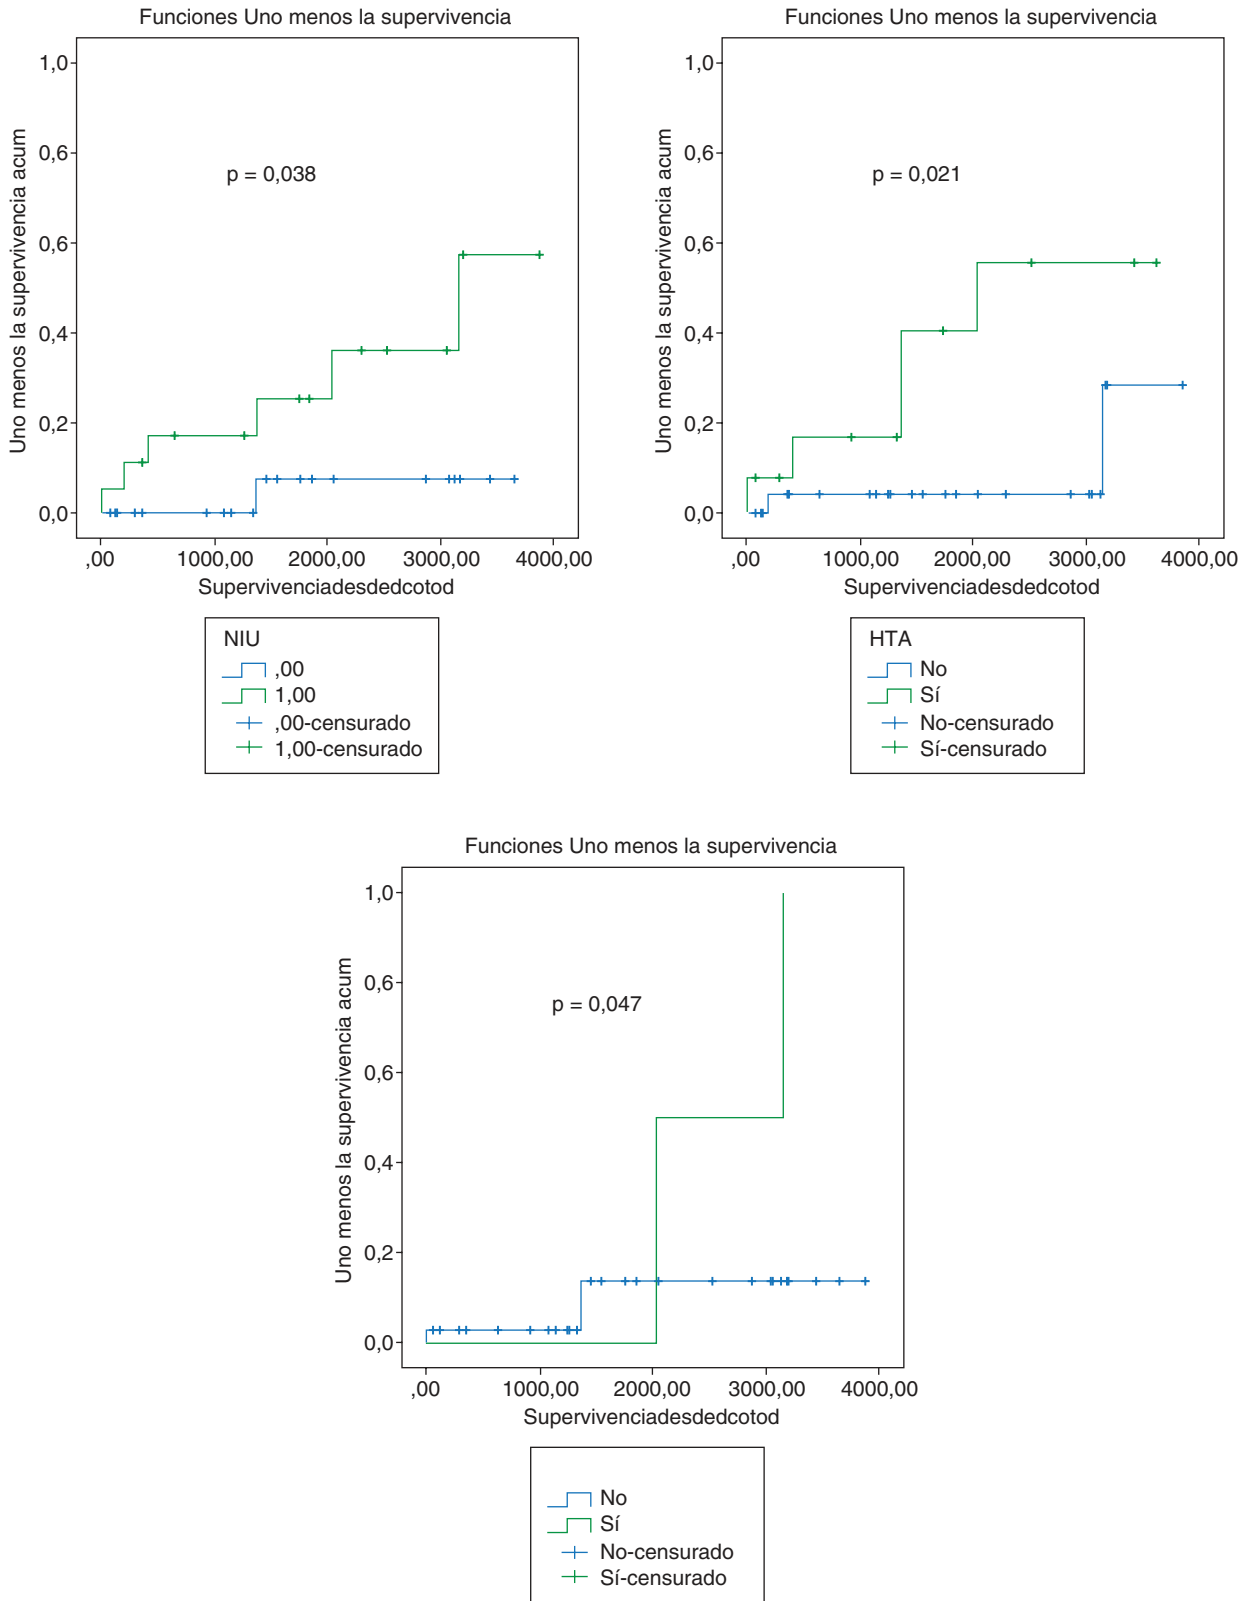 Funciones Uno menos la supervivencia
1,0
0,6
0,6
0,4
0,2
0,0
Uno menos la supervivencia acum
p = 0,038
,00
1000,00
2000,00
3000,00
4000,00
Supervivenciadesdedcotod
NIU
,00
1,00
,00-censurado
1,00-censurado
Funciones Uno menos la supervivencia
1,0
0,6
0,6
0,4
0,2
0,0
Uno menos la supervivencia acum
p = 0,021
,00
1000,00
2000,00
3000,00
4000,00
Supervivenciadesdedcotod
HTA
No
Sí
No-censurado
Sí-censurado
Funciones Uno menos la supervivencia
1,0
0,6
0,6
0,4
0,2
0,0
Uno menos la supervivencia acum
p = 0,047
,00
1000,00
2000,00
3000,00
4000,00
Supervivenciadesdedcotod
No
Sí
No-censurado
Sí-censurado